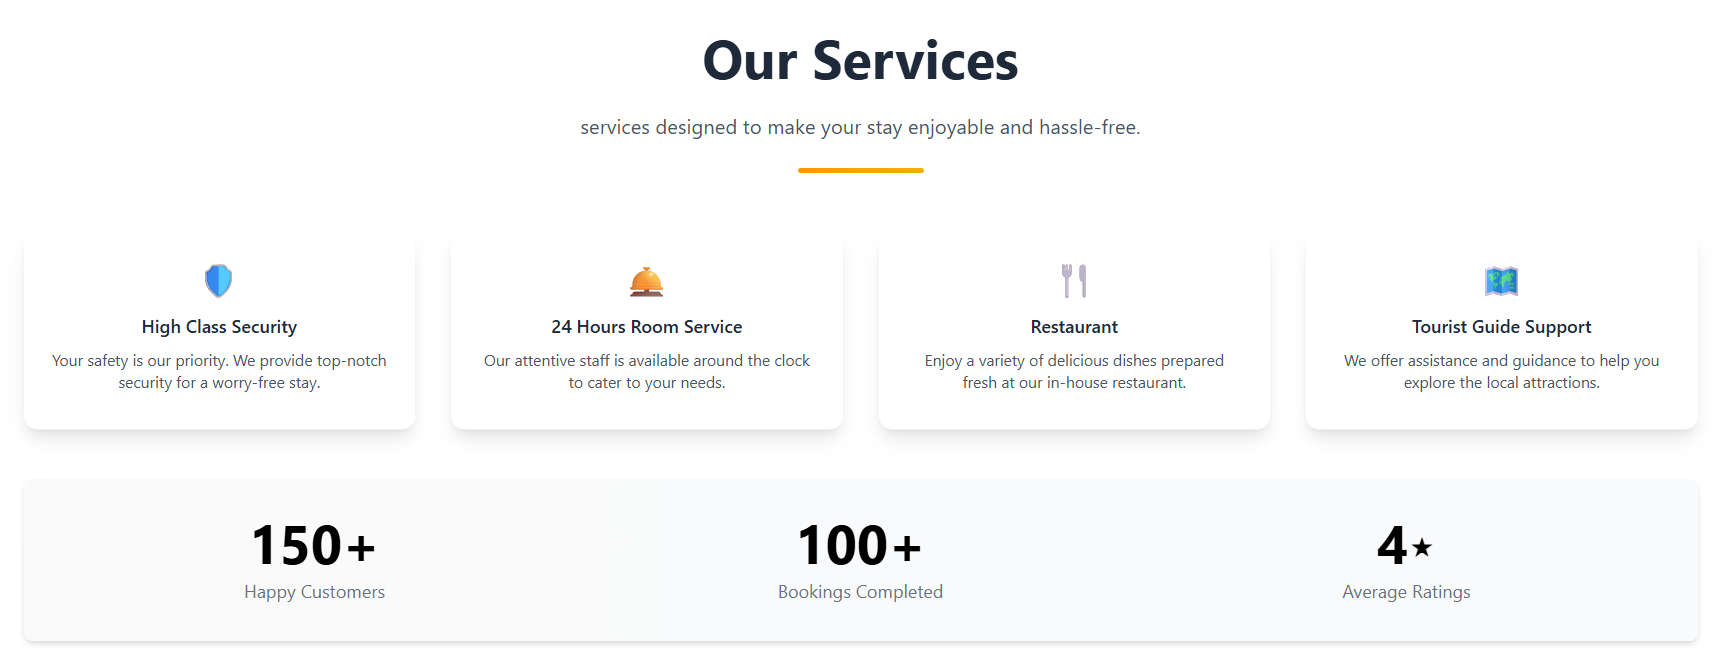 Our Services
services designed to make your stay enjoyable and hassle-free.
High Class Security
Your safety is our priority. We provide top-notch
security for a worry-free stay.
24 Hours Room Service
Our attentive staff is available around the clock
to cater to your needs.
Restaurant
Enjoy a variety of delicious dishes prepared
fresh at our in-house restaurant.
Tourist Guide Support
We offer assistance and guidance to help you
explore the local attractions.
150+
Happy Customers
100+
Bookings Completed
4★
Average Ratings